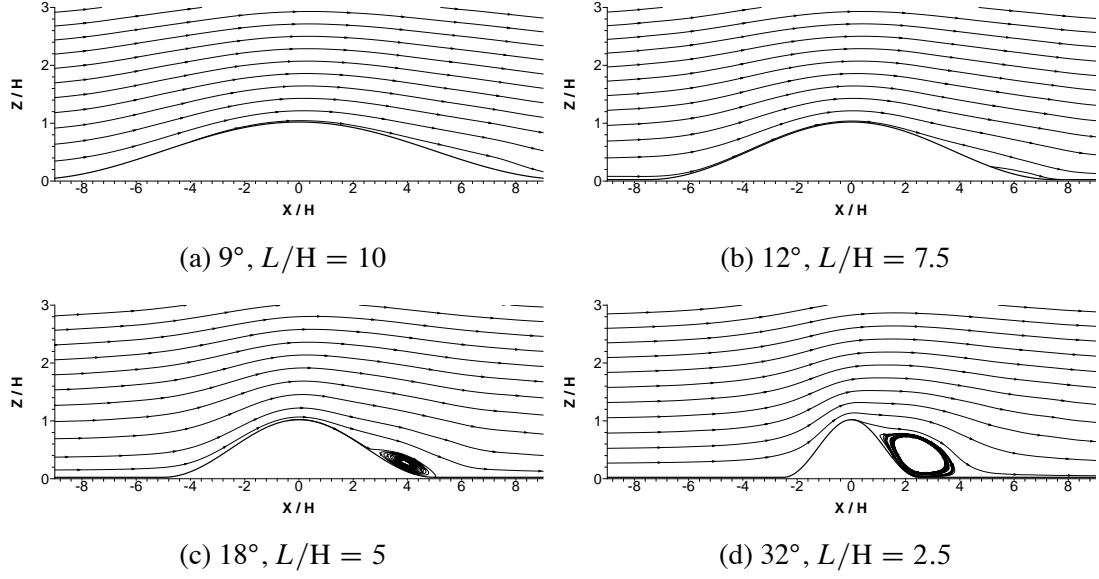 3
2
1
0
Z / H
-8 -6 -4 -2 0 2 4 6 8
X / H
(a) 9°, L/H = 10
3
2
1
0
Z / H
-8 -6 -4 -2 0 2 4 6 8
X / H
(b) 12°, L/H = 7.5
3
2
1
0
Z / H
-8 -6 -4 -2 0 2 4 6 8
X / H
(c) 18°, L/H = 5
3
2
1
0
Z / H
-8 -6 -4 -2 0 2 4 6 8
X / H
(d) 32°, L/H = 2.5